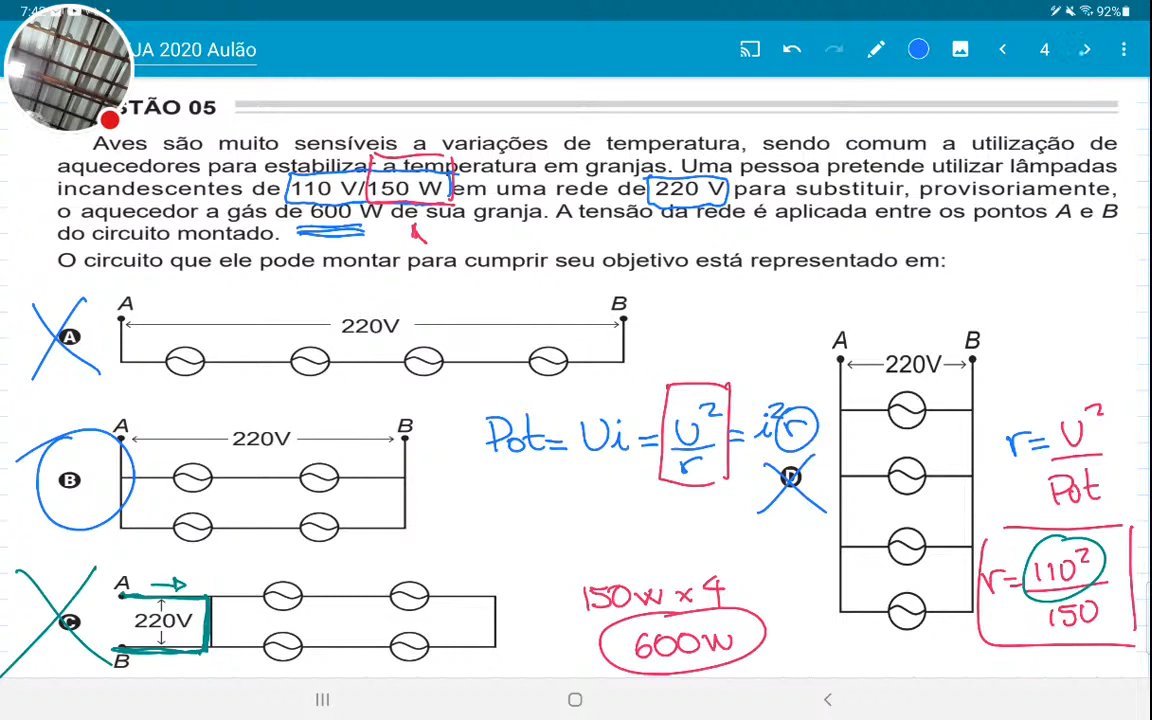 7:42
92%
JA 2020 Aulão
4
STÃO 05
Aves são muito sensíveis a variações de temperatura, sendo comum a utilização de
aquecedores para estabilizar a temperatura em granjas. Uma pessoa pretende utilizar lâmpadas
incandescentes de 110 V/150 W em uma rede de 220 V para substituir, provisoriamente,
o aquecedor a gás de 600 W de sua granja. A tensão da rede é aplicada entre os pontos A e B
do circuito montado.
O circuito que ele pode montar para cumprir seu objetivo está representado em:
A B
A 220V
A B
220V
B
A
C 220V
B
A B
220V
D
Pot = Ui = U²/r = i²r
r = U²/Pot
r = 110²/150
150w x 4
600w